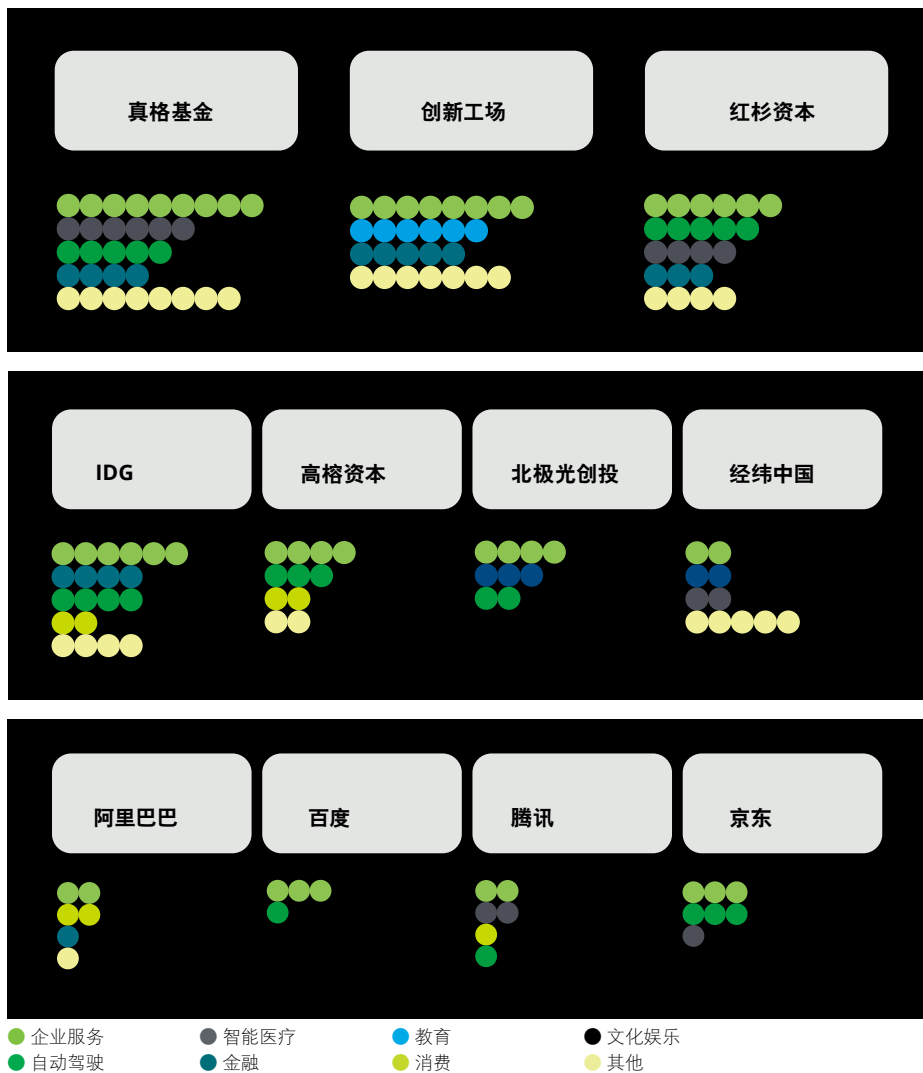 真格基金 创新工场 红杉资本
IDG 高榕资本 北极光创投 经纬中国
阿里巴巴 百度 腾讯 京东
企业服务 智能医疗 教育 文化娱乐
自动驾驶 金融 消费 其他